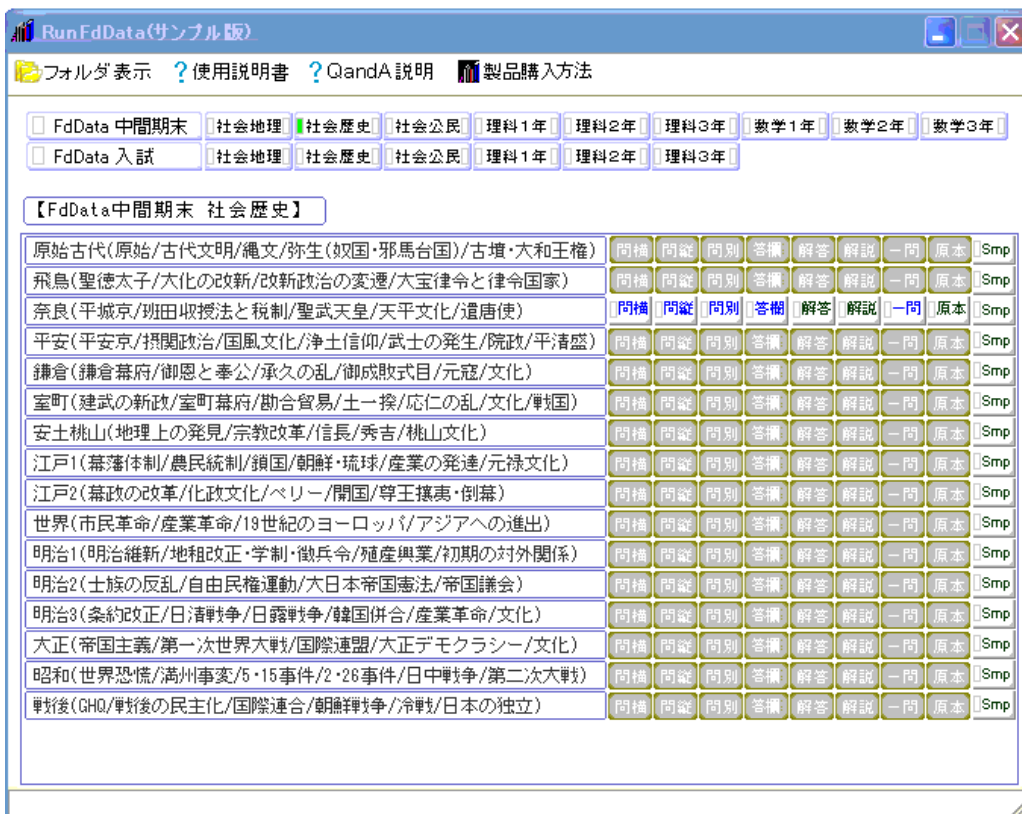 RunFdData(サンプル版)
フォルダ表示 ?使用説明書 ?QandA説明 製品購入方法
FdData 中間期末 社会地理 社会歴史 社会公民 理科1年 理科2年 理科3年 数学1年 数学2年 数学3年
FdData 入試 社会地理 社会歴史 社会公民 理科1年 理科2年 理科3年
【FdData中間期末 社会歴史】
原始古代(原始/古代文明/縄文/弥生(奴国・邪馬台国)/古墳・大和王権) 問横 問縦 問別 答欄 解答 解説 一問 原本 Smp
飛鳥(聖徳太子/大化の改新/改新政治の変遷/大宝律令と律令国家) 問横 問縦 問別 答欄 解答 解説 一問 原本 Smp
奈良(平城京/班田収授法と税制/聖武天皇/天平文化/遣唐使) 問横 問縦 問別 答欄 解答 解説 一問 原本 Smp
平安(平安京/摂関政治/国風文化/浄土信仰/武士の発生/院政/平清盛) 問横 問縦 問別 答欄 解答 解説 一問 原本 Smp
鎌倉(鎌倉幕府/御恩と奉公/承久の乱/御成敗式目/元寇/文化) 問横 問縦 問別 答欄 解答 解説 一問 原本 Smp
室町(建武の新政/室町幕府/勘合貿易/土一揆/応仁の乱/文化/戦国) 問横 問縦 問別 答欄 解答 解説 一問 原本 Smp
安土桃山(地理上の発見/宗教改革/信長/秀吉/桃山文化) 問横 問縦 問別 答欄 解答 解説 一問 原本 Smp
江戸1(幕藩体制/農民統制/鎖国/朝鮮・琉球/産業の発達/元禄文化) 問横 問縦 問別 答欄 解答 解説 一問 原本 Smp
江戸2(幕政の改革/化政文化/ペリー/開国/尊王攘夷・倒幕) 問横 問縦 問別 答欄 解答 解説 一問 原本 Smp
世界(市民革命/産業革命/19世紀のヨーロッパ/アジアへの進出) 問横 問縦 問別 答欄 解答 解説 一問 原本 Smp
明治1(明治維新/地租改正・学制・徴兵令/殖産興業/初期の対外関係) 問横 問縦 問別 答欄 解答 解説 一問 原本 Smp
明治2(士族の反乱/自由民権運動/大日本帝国憲法/帝国議会) 問横 問縦 問別 答欄 解答 解説 一問 原本 Smp
明治3(条約改正/日清戦争/日露戦争/韓国併合/産業革命/文化) 問横 問縦 問別 答欄 解答 解説 一問 原本 Smp
大正(帝国主義/第一次世界大戦/国際連盟/大正デモクラシー/文化) 問横 問縦 問別 答欄 解答 解説 一問 原本 Smp
昭和(世界恐慌/満州事変/5・15事件/2・26事件/日中戦争/第二次大戦) 問横 問縦 問別 答欄 解答 解説 一問 原本 Smp
戦後(GHQ/戦後の民主化/国際連合/朝鮮戦争/冷戦/日本の独立) 問横 問縦 問別 答欄 解答 解説 一問 原本 Smp